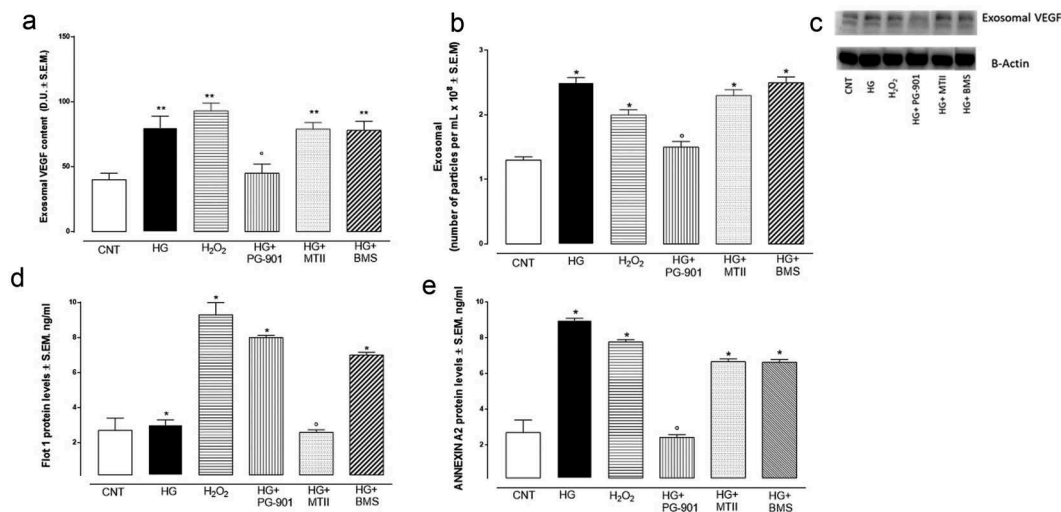 a
Exosomal VEGF content (D.U. ± S.E.M.)
150
100
50
0
**
**
°
**
**
CNT
HG
H₂O₂
HG+
PG-901
HG+
MTII
HG+
BMS
b
Exosomal
(number of particles per mL x 10⁸ ± S.E.M)
3
2
1
0
*
*
°
*
*
CNT
HG
H₂O₂
HG+
PG-901
HG+
MTII
HG+
BMS
c
Exosomal VEGF
B-Actin
CNT
HG
H₂O₂
HG+ PG-901
HG+ MTII
HG+ BMS
d
Flot 1 protein levels ± S.EM. ng/ml
10
8
6
4
2
*
*
*
°
*
CNT
HG
H₂O₂
HG+
PG-901
HG+
MTII
HG+
BMS
e
ANNEXIN A2 protein levels ± S.EM. ng/ml
10
8
6
4
2
*
*
°
*
*
CNT
HG
H₂O₂
HG+
PG-901
HG+
MTII
HG+
BMS